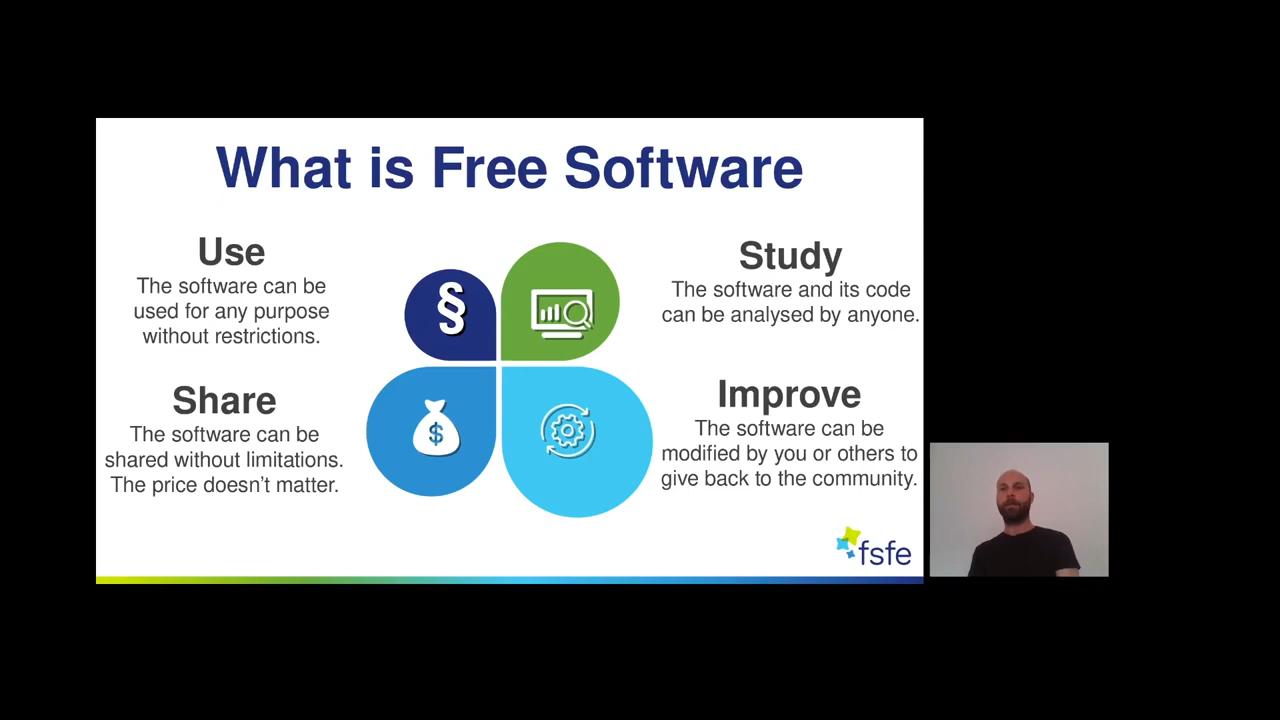 What is Free Software
Use
The software can be
used for any purpose
without restrictions.
Study
The software and its code
can be analysed by anyone.
§
$
Share
The software can be
shared without limitations.
The price doesn't matter.
Improve
The software can be
modified by you or others to
give back to the community.
fsfe